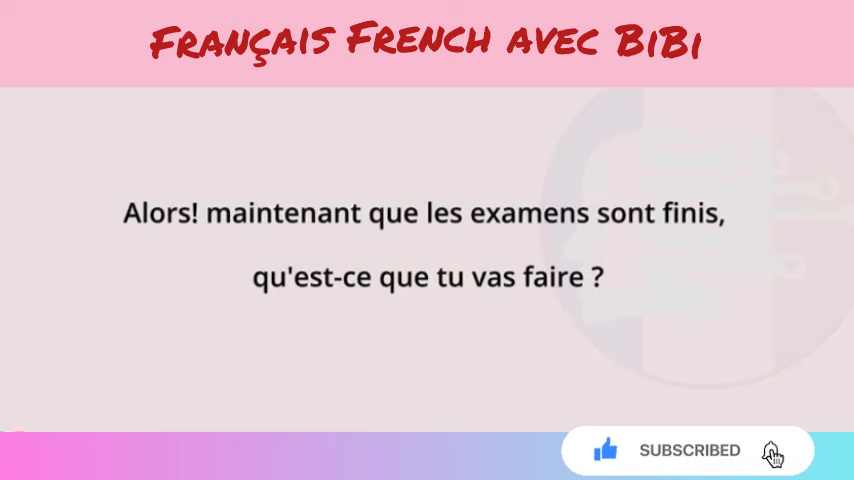 Français French avec BiBi
Alors! maintenant que les examens sont finis,
qu'est-ce que tu vas faire ?
SUBSCRIBED